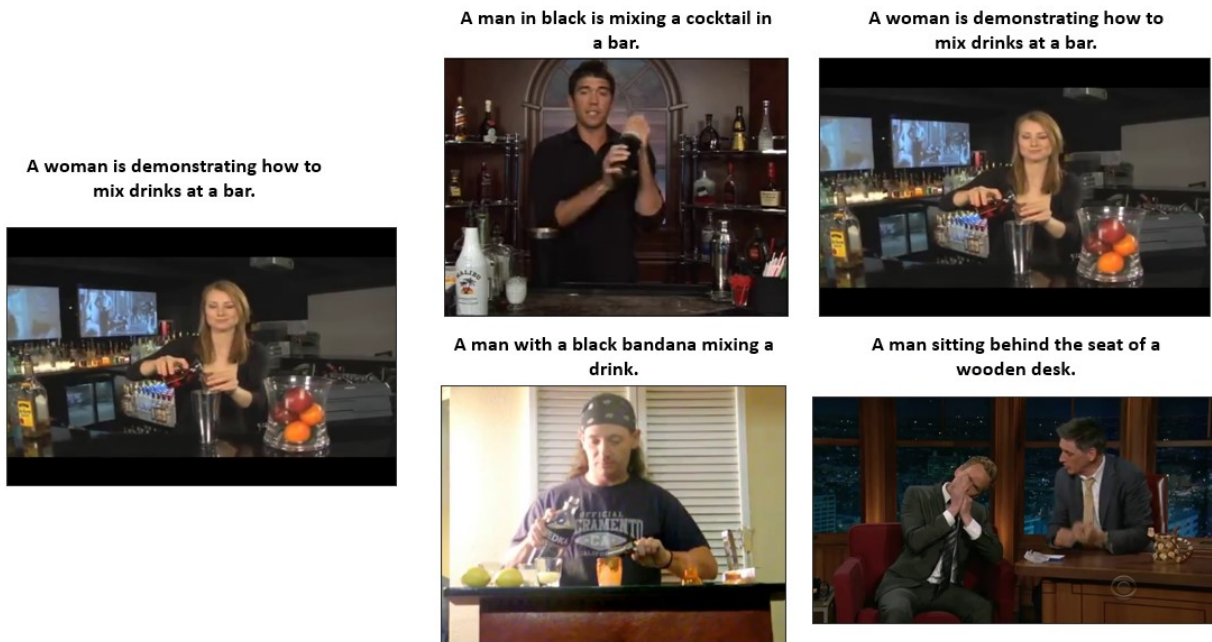 A woman is demonstrating how to
mix drinks at a bar.
A man in black is mixing a cocktail in
a bar.
MALIBU
A woman is demonstrating how to
mix drinks at a bar.
A man with a black bandana mixing a
drink.
OFFICIAL
CALIFORNIA
A man sitting behind the seat of a
wooden desk.